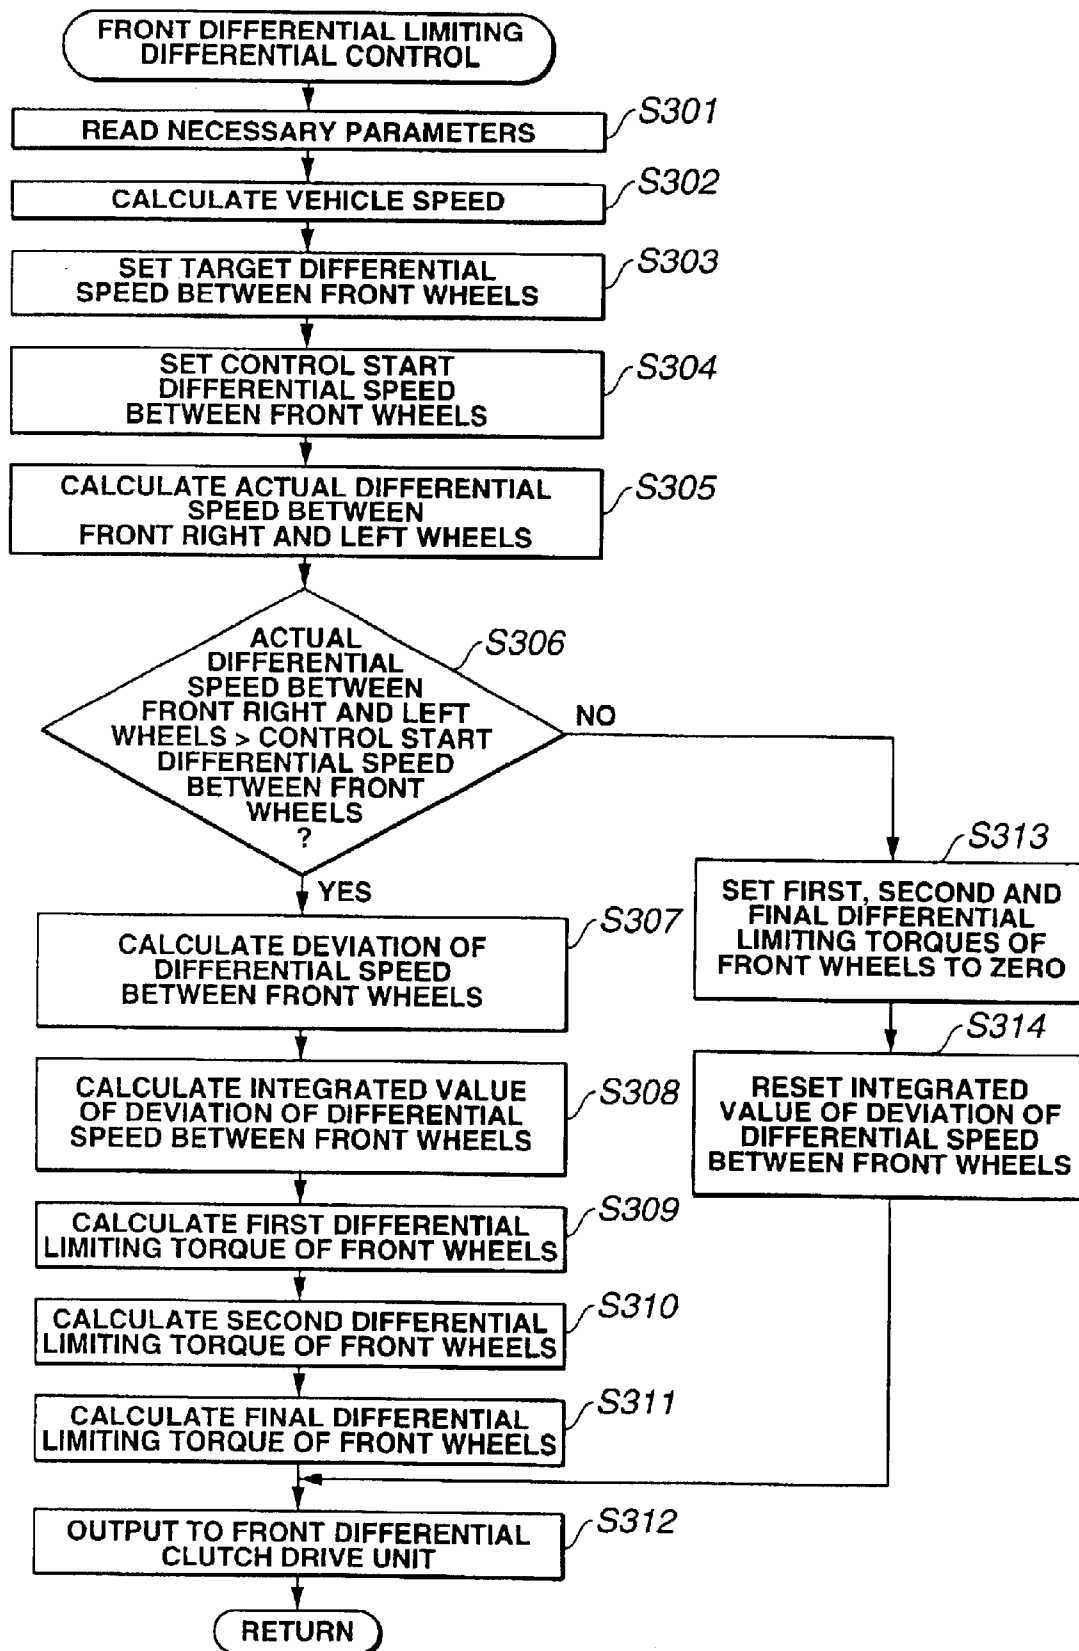 FRONT DIFFERENTIAL LIMITING
DIFFERENTIAL CONTROL
S301
READ NECESSARY PARAMETERS
S302
CALCULATE VEHICLE SPEED
S303
SET TARGET DIFFERENTIAL
SPEED BETWEEN FRONT WHEELS
S304
SET CONTROL START
DIFFERENTIAL SPEED
BETWEEN FRONT WHEELS
S305
CALCULATE ACTUAL DIFFERENTIAL
SPEED BETWEEN
FRONT RIGHT AND LEFT WHEELS
S306
ACTUAL
DIFFERENTIAL
SPEED BETWEEN
FRONT RIGHT AND LEFT
WHEELS > CONTROL START
DIFFERENTIAL SPEED
BETWEEN FRONT
WHEELS
?
NO
YES
S307
CALCULATE DEVIATION OF
DIFFERENTIAL SPEED
BETWEEN FRONT WHEELS
S308
CALCULATE INTEGRATED VALUE
OF DEVIATION OF DIFFERENTIAL
SPEED BETWEEN FRONT WHEELS
S309
CALCULATE FIRST DIFFERENTIAL
LIMITING TORQUE OF FRONT WHEELS
S310
CALCULATE SECOND DIFFERENTIAL
LIMITING TORQUE OF FRONT WHEELS
S311
CALCULATE FINAL DIFFERENTIAL
LIMITING TORQUE OF FRONT WHEELS
S313
SET FIRST, SECOND AND
FINAL DIFFERENTIAL
LIMITING TORQUES OF
FRONT WHEELS TO ZERO
S314
RESET INTEGRATED
VALUE OF DEVIATION OF
DIFFERENTIAL SPEED
BETWEEN FRONT WHEELS
S312
OUTPUT TO FRONT DIFFERENTIAL
CLUTCH DRIVE UNIT
RETURN